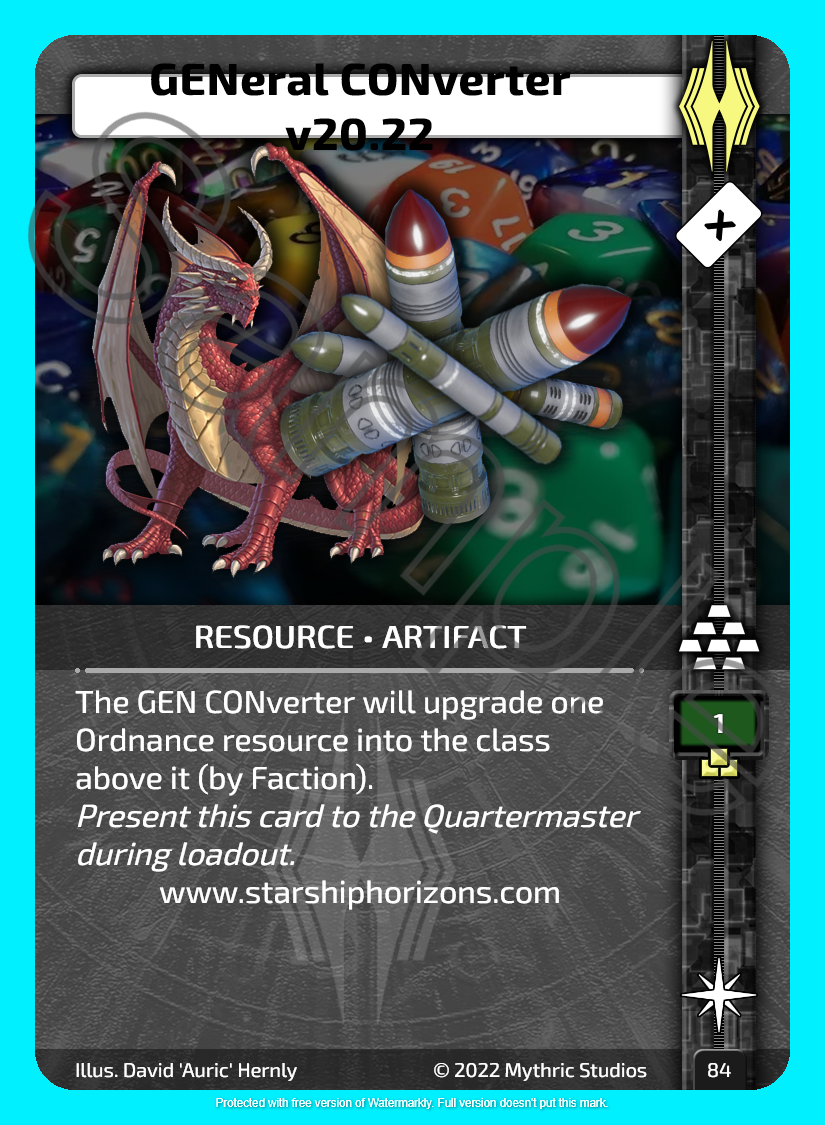 GENeral CONverter
v20.22
+
RESOURCE • ARTIFACT
The GEN CONverter will upgrade one
Ordnance resource into the class
above it (by Faction).
Present this card to the Quartermaster
during loadout.
www.starshiphorizons.com
1
Illus. David 'Auric' Hernly
© 2022 Mythric Studios
84
Sample
Protected with free version of Watermarkly. Full version doesn't put this mark.